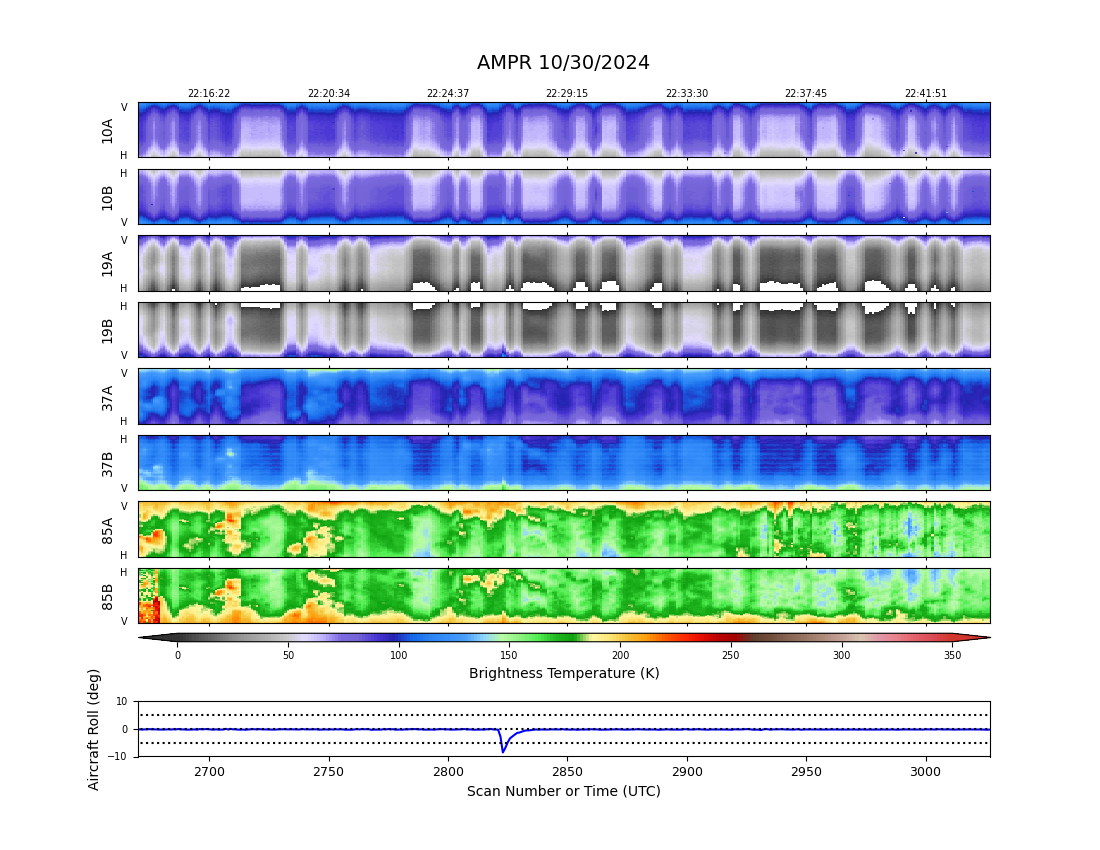 AMPR 10/30/2024
22:16:22 22:20:34 22:24:37 22:29:15 22:33:30 22:37:45 22:41:51
V
10A
H
H
10B
V
V
19A
H
H
19B
V
V
37A
H
H
37B
V
V
85A
H
H
85B
V
0 50 100 150 200 250 300 350
Brightness Temperature (K)
Aircraft Roll (deg)
10
0
−10
2700 2750 2800 2850 2900 2950 3000
Scan Number or Time (UTC)